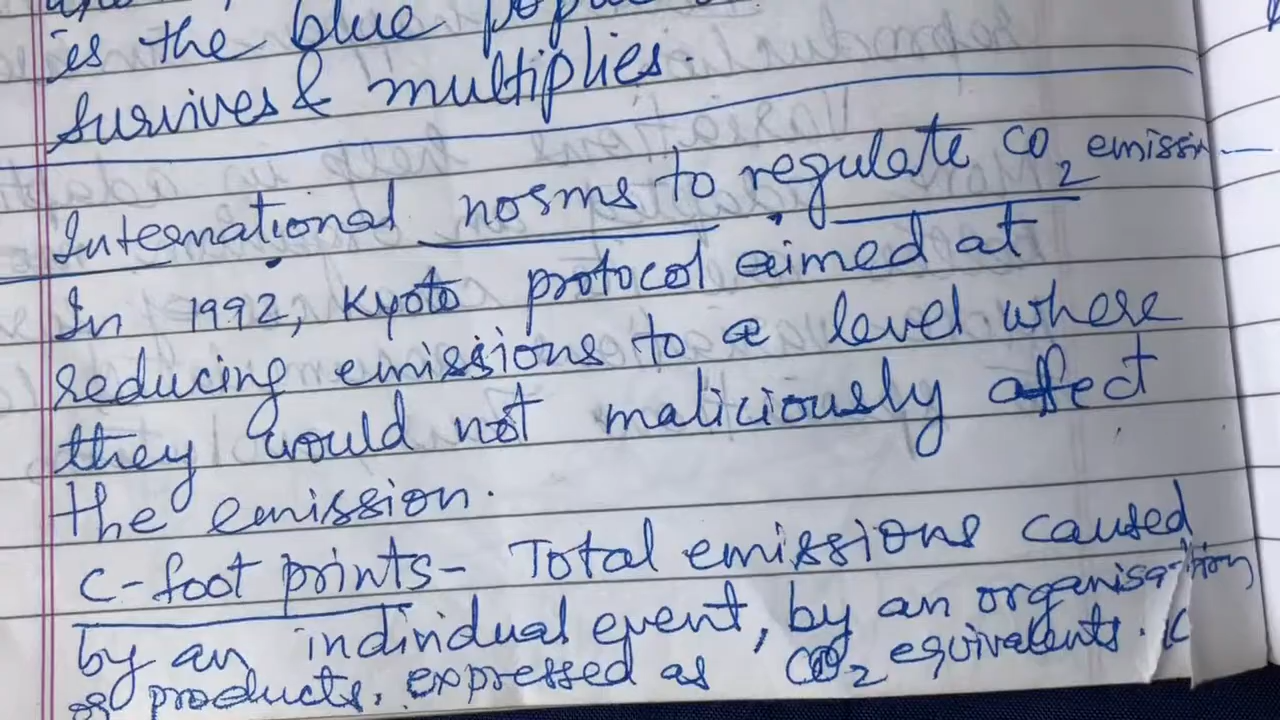 is the blue
survives & multiplies.
International norms to regulate CO2 emissin
In 1992, Kyoto protocol aimed at
reducing emissions to a level where
they would not maliciously affect
the emission.
C-foot prints- Total emissions caused
by an individual event, by an organisation
or products, expressed as CO2 equivalents.